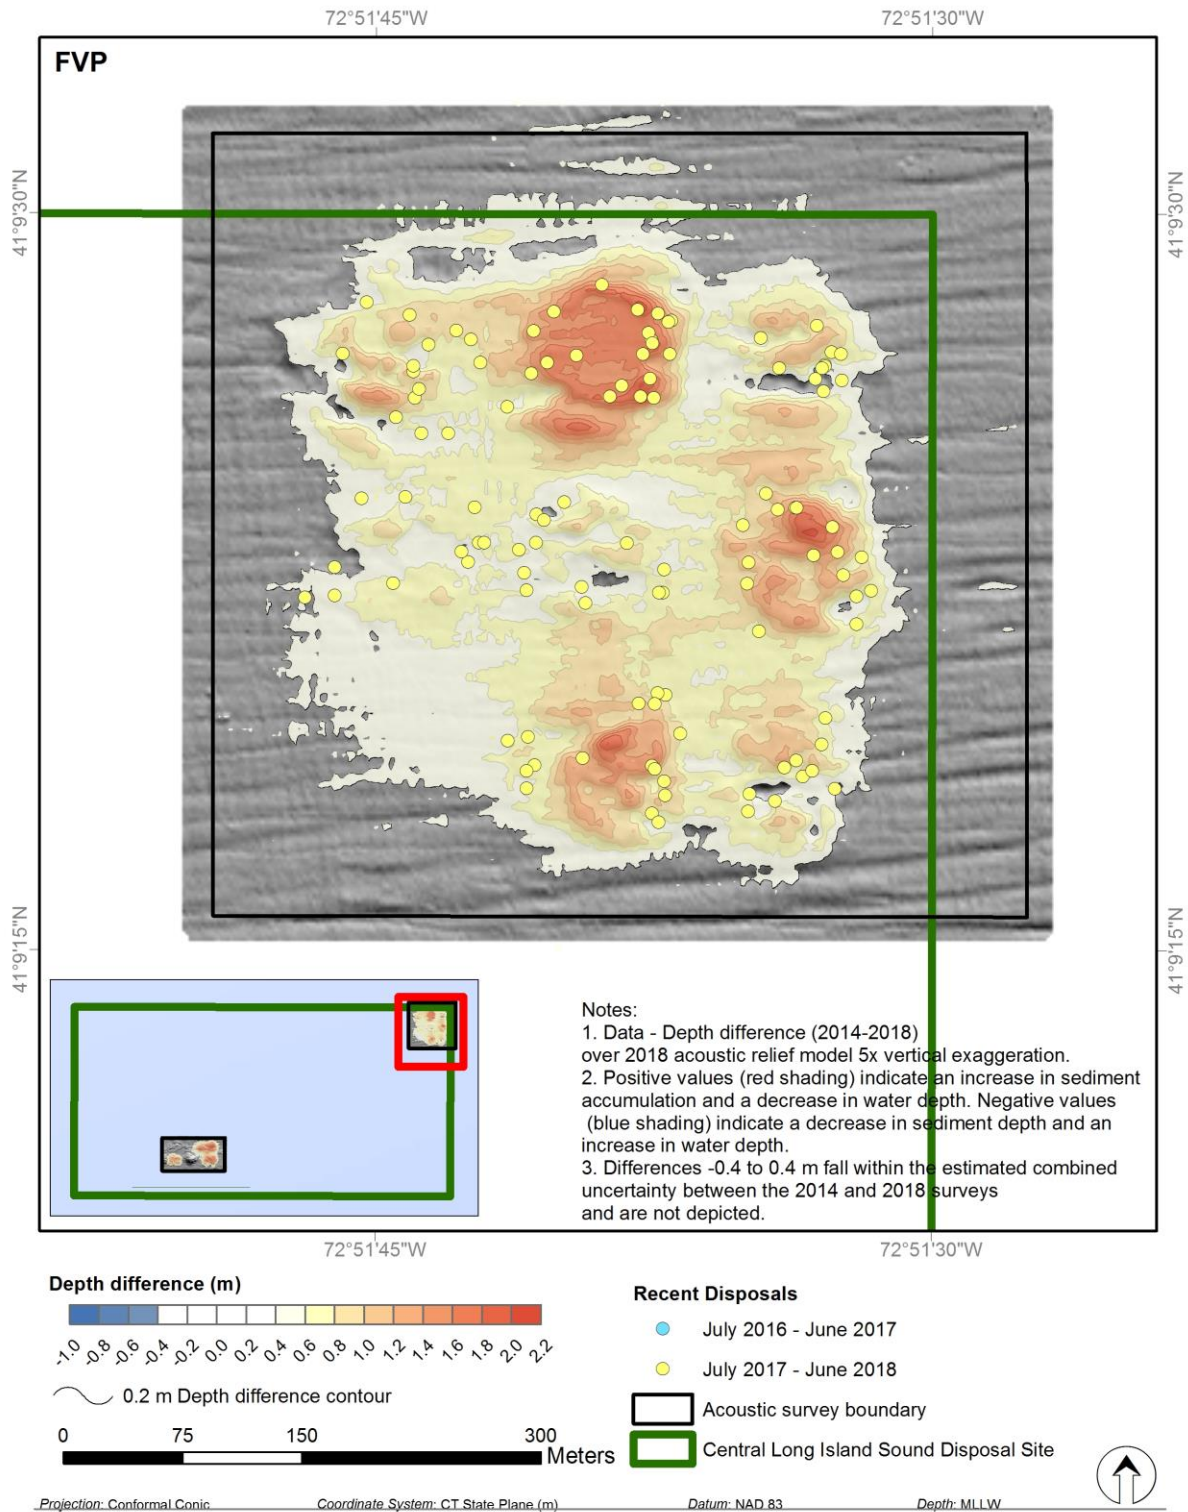 72°51'45"W
72°51'30"W
FVP
41°9'30"N
41°9'30"N
41°9'15"N
41°9'15"N
Notes:
1. Data - Depth difference (2014-2018)
over 2018 acoustic relief model 5x vertical exaggeration.
2. Positive values (red shading) indicate an increase in sediment
accumulation and a decrease in water depth. Negative values
(blue shading) indicate a decrease in sediment depth and an
increase in water depth.
3. Differences -0.4 to 0.4 m fall within the estimated combined
uncertainty between the 2014 and 2018 surveys
and are not depicted.
72°51'45"W
72°51'30"W
Depth difference (m)
-1.0 -0.8 -0.6 -0.4 -0.2 0.0 0.2 0.4 0.6 0.8 1.0 1.2 1.4 1.6 1.8 2.0 2.2
0.2 m Depth difference contour
0 75 150 300
Meters
Recent Disposals
July 2016 - June 2017
July 2017 - June 2018
Acoustic survey boundary
Central Long Island Sound Disposal Site
Projection: Conformal Conic Coordinate System: CT State Plane (m) Datum: NAD 83 Depth: MLLW